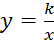 y = k/x